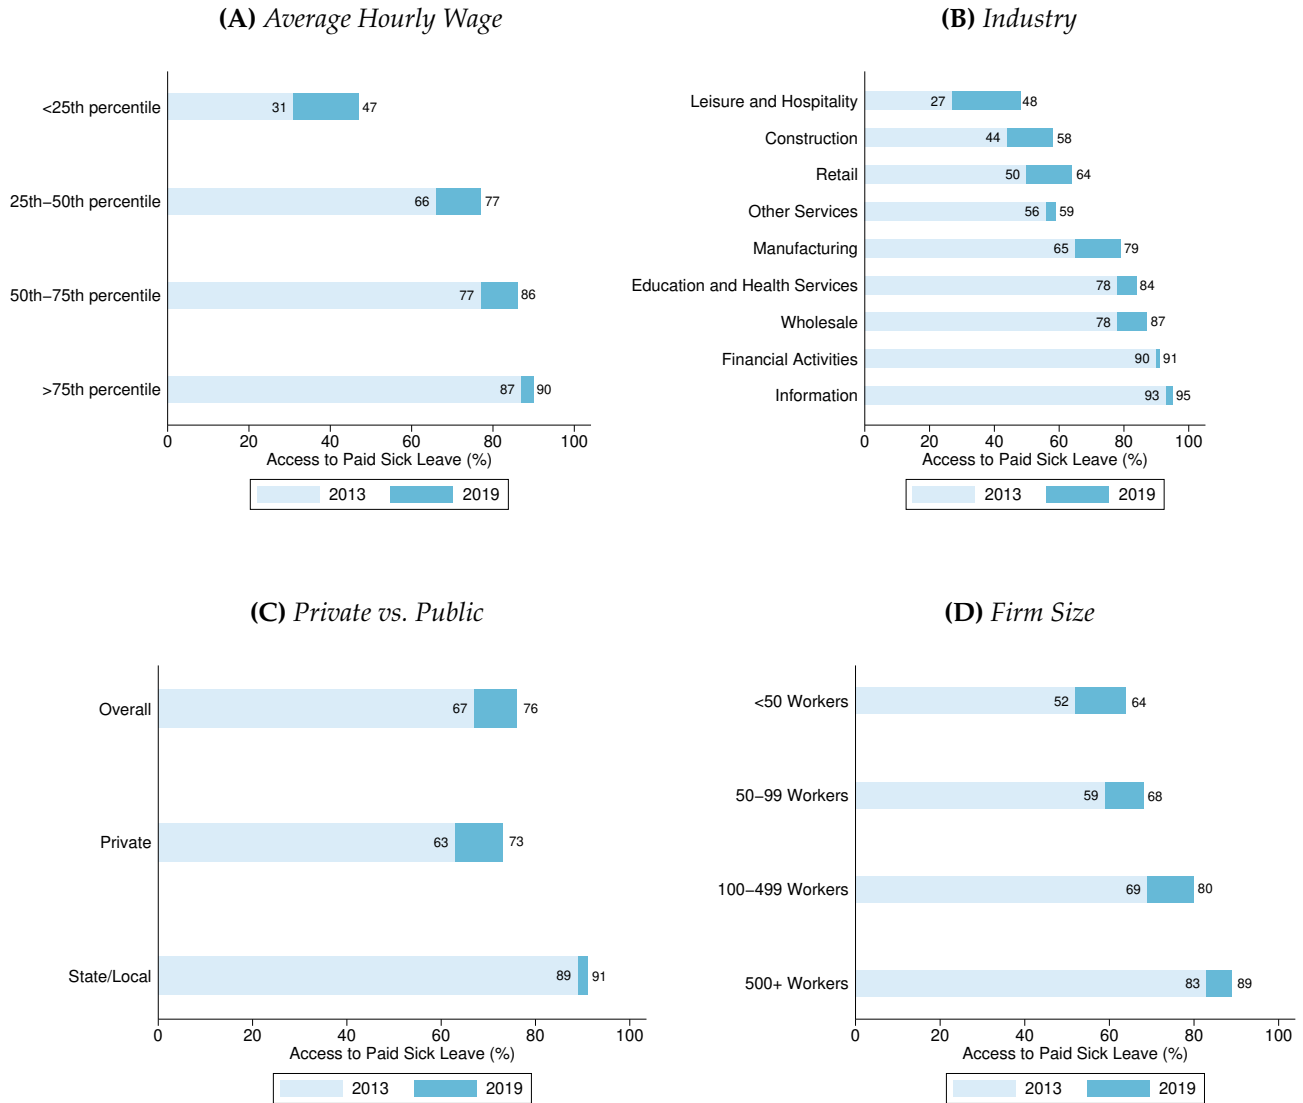 (A) Average Hourly Wage
<25th percentile 31 47
25th−50th percentile 66 77
50th−75th percentile 77 86
>75th percentile 87 90
0 20 40 60 80 100
Access to Paid Sick Leave (%)
2013 2019
(B) Industry
Leisure and Hospitality 27 48
Construction 44 58
Retail 50 64
Other Services 56 59
Manufacturing 65 79
Education and Health Services 78 84
Wholesale 78 87
Financial Activities 90 91
Information 93 95
0 20 40 60 80 100
Access to Paid Sick Leave (%)
2013 2019
(C) Private vs. Public
Overall 67 76
Private 63 73
State/Local 89 91
0 20 40 60 80 100
Access to Paid Sick Leave (%)
2013 2019
(D) Firm Size
<50 Workers 52 64
50−99 Workers 59 68
100−499 Workers 69 80
500+ Workers 83 89
0 20 40 60 80 100
Access to Paid Sick Leave (%)
2013 2019